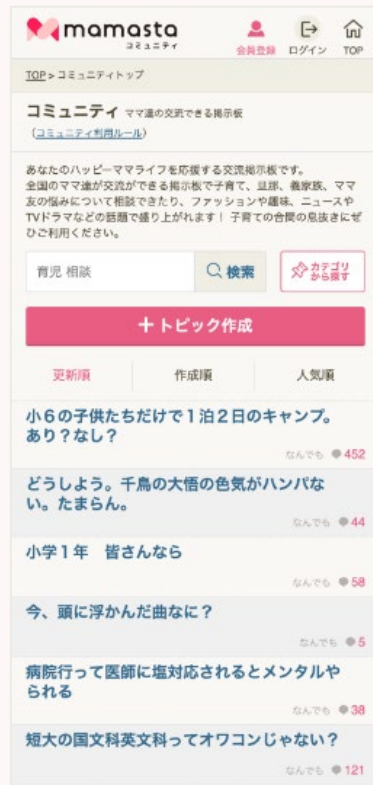 mamasta
コミュニティ
会員登録 ログイン TOP
TOP > コミュニティトップ
コミュニティ ママ達の交流できる掲示板
(コミュニティ利用ルール)
あなたのハッピーママライフを応援する交流掲示板です。
全国のママ達が交流ができる掲示板で子育て、旦那、義家族、ママ
友の悩みについて相談できたり、ファッションや趣味、ニュースや
TVドラマなどの話題で盛り上がれます! 子育ての合間の息抜きにぜ
ひご利用ください。
育児 相談 検索 カテゴリ
から探す
+トピック作成
更新順 作成順 人気順
小6の子供たちだけで1泊2日のキャンプ。
あり?なし?
なんでも 452
どうしよう。千鳥の大悟の色気がハンパな
い。たまらん。
なんでも 44
小学1年 皆さんなら
なんでも 58
今、頭に浮かんだ曲なに?
なんでも 5
病院行って医師に塩対応されるとメンタルや
られる
なんでも 38
短大の国文科英文科ってオワコンじゃない?
なんでも 121